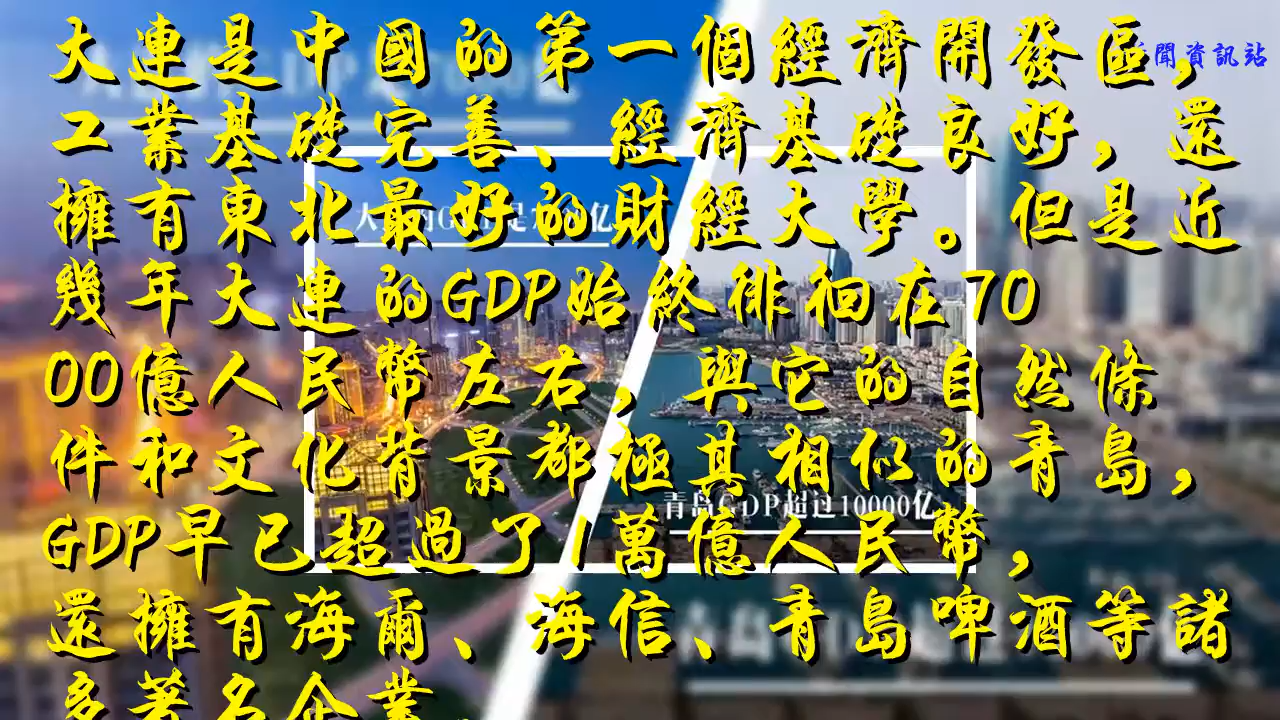 大連是中國的第一個經濟開發區，
聞資訊站
工業基礎完善、經濟基礎良好，還
擁有東北最好的財經大學。但是近
幾年大連的GDP始終徘徊在70
00億人民幣左右，與它的自然條
件和文化背景都極其相似的青島，
青岛GDP超过10000亿
GDP早已超過了1萬億人民幣，
還擁有海爾、海信、青島啤酒等諸
多著名企業。